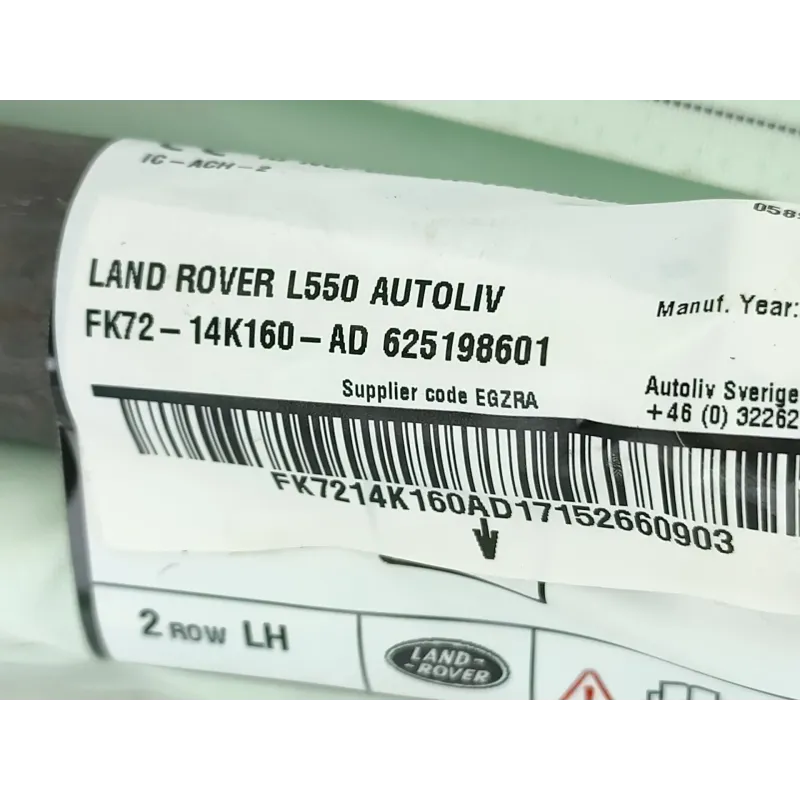 IC-ACH-2
058
LAND ROVER L550 AUTOLIV
Manuf. Year:
FK72-14K160-AD 625198601
Supplier code EGZRA
Autoliv Sverige
+46 (0) 32262
FK7214K160AD17152660903
2 ROW LH
LAND-
-ROVER